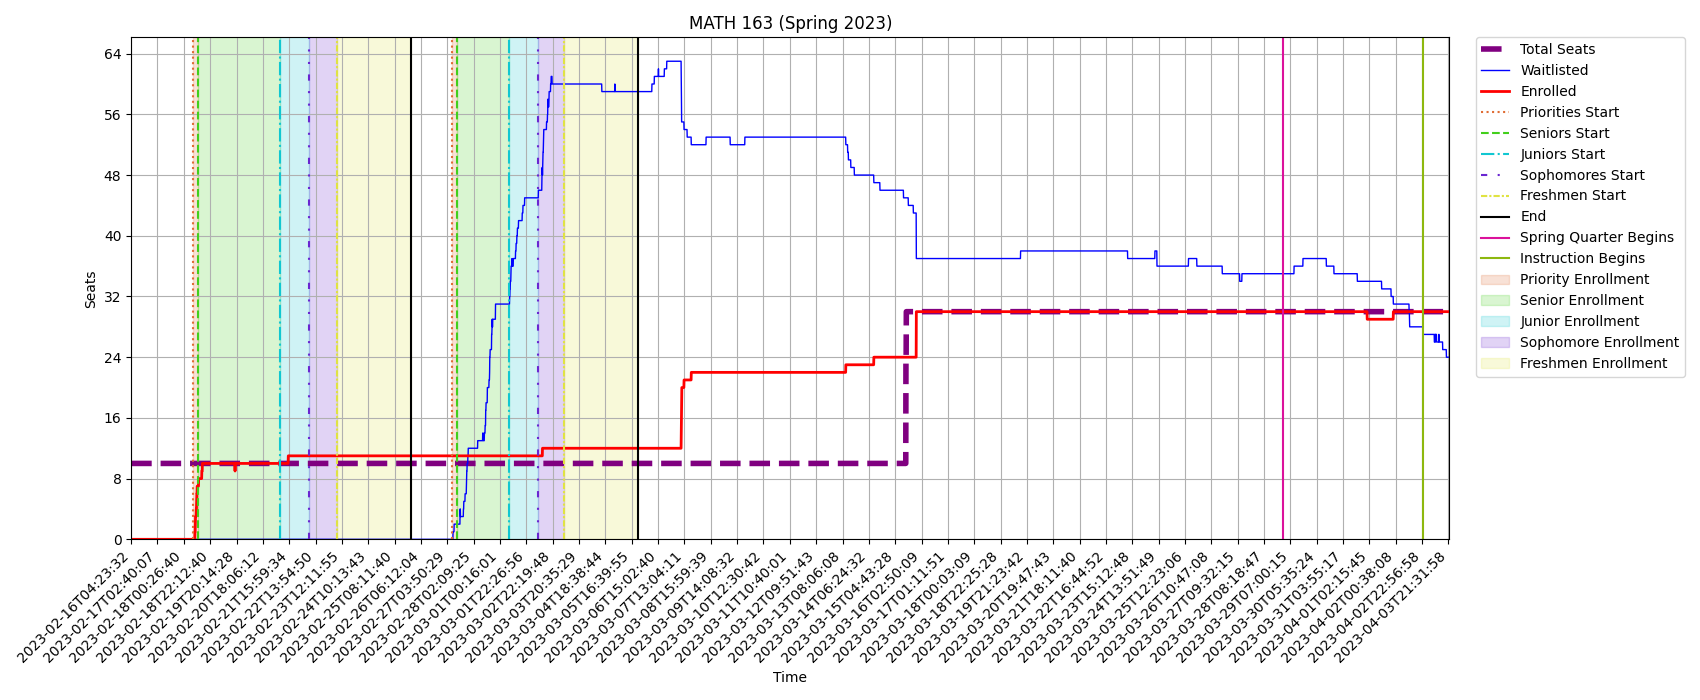 MATH 163 (Spring 2023)
Seats
64
56
48
40
32
24
16
8
0
2023-02-16T04:23:32
2023-02-17T02:40:07
2023-02-18T00:26:40
2023-02-18T22:12:40
2023-02-19T20:14:28
2023-02-20T18:06:12
2023-02-21T15:59:34
2023-02-22T13:54:50
2023-02-23T12:11:55
2023-02-24T10:13:43
2023-02-25T08:11:40
2023-02-26T06:12:04
2023-02-27T03:50:29
2023-02-28T02:09:25
2023-03-01T00:16:01
2023-03-01T22:26:56
2023-03-02T22:19:48
2023-03-03T20:35:29
2023-03-04T18:38:44
2023-03-05T16:39:55
2023-03-06T15:02:40
2023-03-07T13:04:11
2023-03-08T15:59:39
2023-03-09T14:08:32
2023-03-10T12:30:42
2023-03-11T10:40:01
2023-03-12T09:51:43
2023-03-13T08:06:08
2023-03-14T06:24:32
2023-03-15T04:43:28
2023-03-16T02:50:09
2023-03-17T01:11:51
2023-03-18T00:03:09
2023-03-18T22:25:28
2023-03-19T21:23:42
2023-03-20T19:47:43
2023-03-21T18:11:40
2023-03-22T16:44:52
2023-03-23T15:12:48
2023-03-24T13:51:49
2023-03-25T12:23:06
2023-03-26T10:47:08
2023-03-27T09:32:15
2023-03-28T08:18:47
2023-03-29T07:00:15
2023-03-30T05:35:24
2023-03-31T03:55:17
2023-04-01T02:15:45
2023-04-02T00:38:08
2023-04-02T22:56:58
2023-04-03T21:31:58
Time
Total Seats
Waitlisted
Enrolled
Priorities Start
Seniors Start
Juniors Start
Sophomores Start
Freshmen Start
End
Spring Quarter Begins
Instruction Begins
Priority Enrollment
Senior Enrollment
Junior Enrollment
Sophomore Enrollment
Freshmen Enrollment